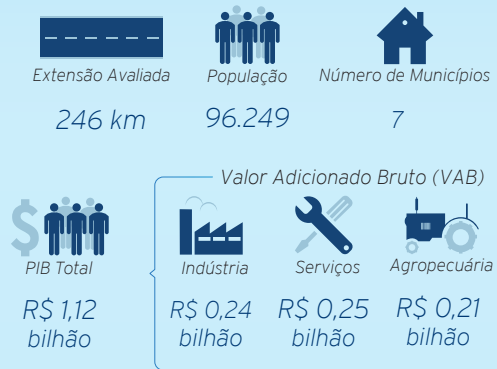 Extensão Avaliada
População
Número de Municípios
246 km
96.249
7
Valor Adicionado Bruto (VAB)
$
PIB Total
Indústria
Serviços
Agropecuária
R$ 1,12
bilhão
R$ 0,24
bilhão
R$ 0,25
bilhão
R$ 0,21
bilhão